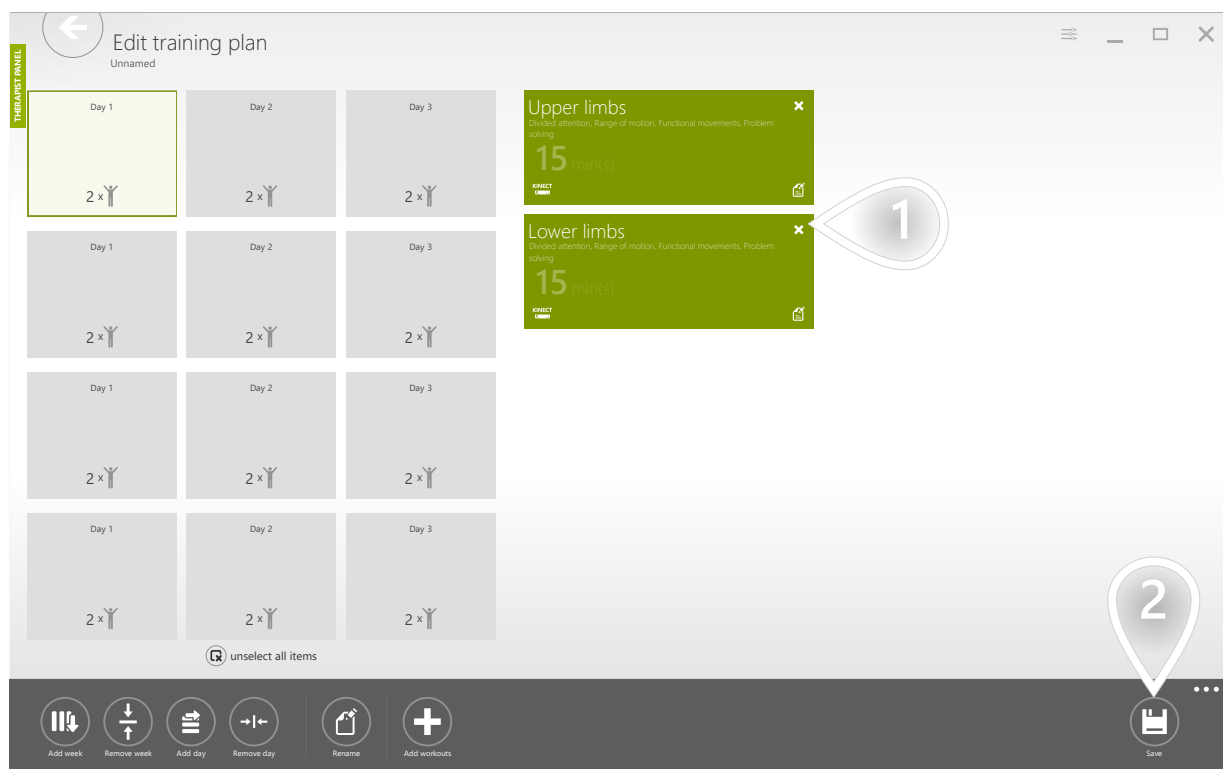 Edit training plan
Unnamed
THERAPIST PANEL
Day 1
Day 2
Day 3
2 x
2 x
2 x
Day 1
Day 2
Day 3
2 x
2 x
2 x
Day 1
Day 2
Day 3
2 x
2 x
2 x
Day 1
Day 2
Day 3
2 x
2 x
2 x
unselect all items
Upper limbs
Divided attention, Range of motion, Functional movements, Problem
solving
15 min(s)
KINECT
Lower limbs
Divided attention, Range of motion, Functional movements, Problem
solving
15 min(s)
KINECT
1
2
Add week
Remove week
Add day
Remove day
Rename
Add workouts
Save